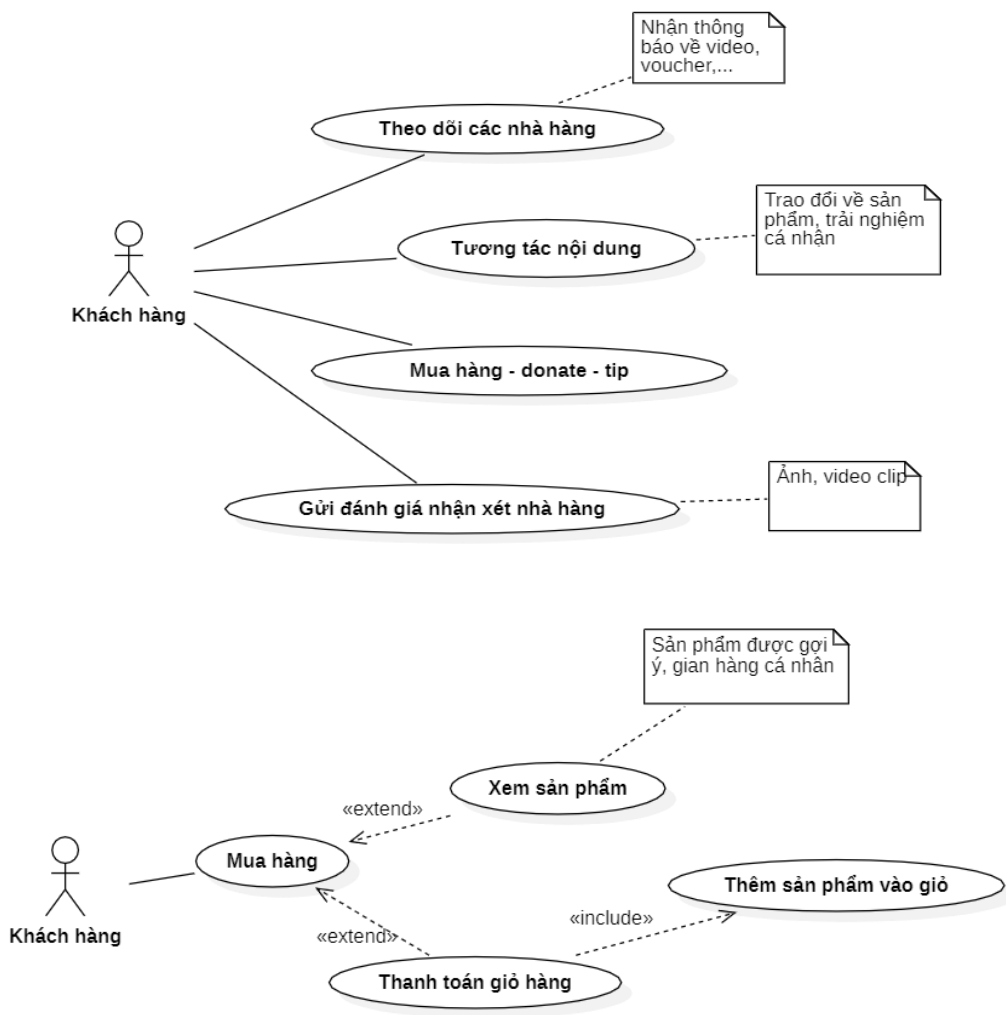 Nhận thông
báo về video,
voucher,...
Theo dõi các nhà hàng
Trao đổi về sản
phẩm, trải nghiệm
cá nhận
Tương tác nội dung
Khách hàng
Mua hàng - donate - tip
Ảnh, video clip
Gửi đánh giá nhận xét nhà hàng
Sản phẩm được gợi
ý, gian hàng cá nhân
Xem sản phẩm
«extend»
Mua hàng
Thêm sản phẩm vào giỏ
«include»
Khách hàng
«extend»
Thanh toán giỏ hàng